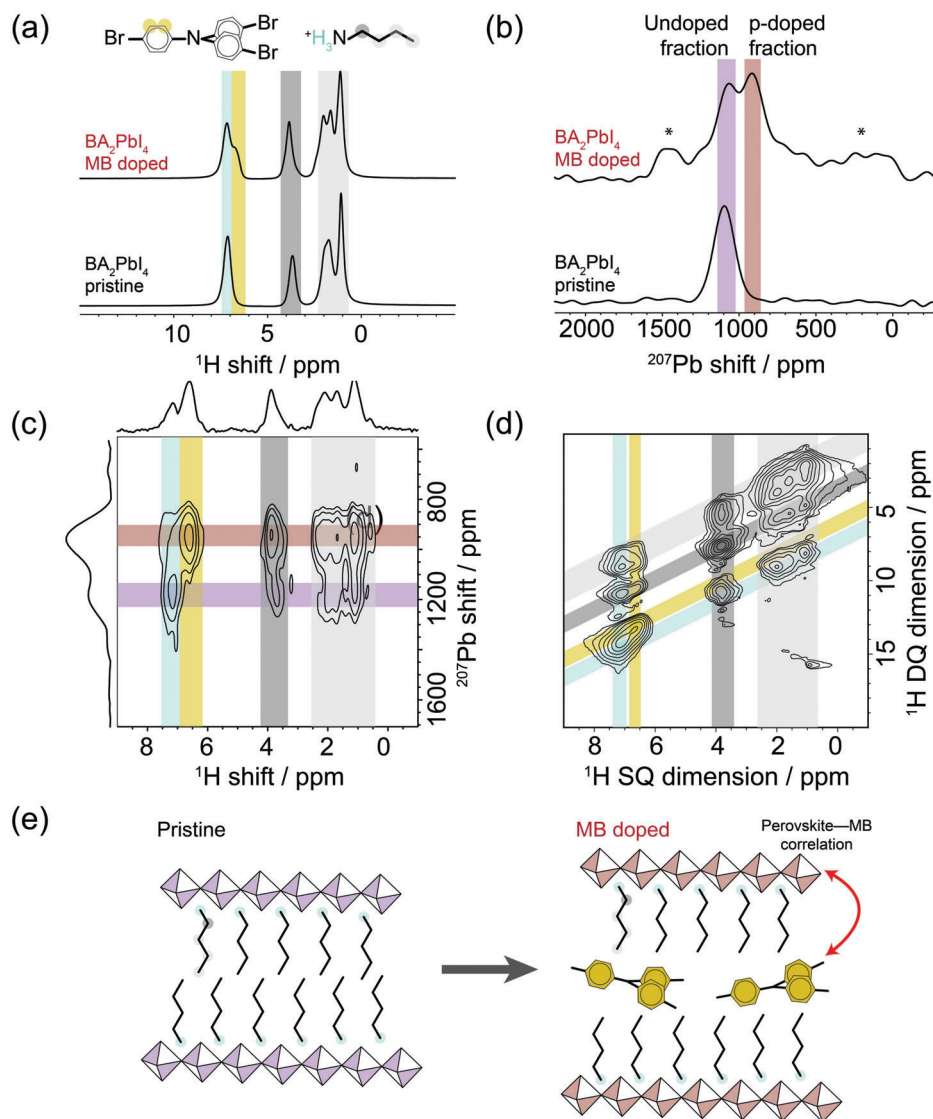 (a)
Br
N
Br
Br
⁺H₃N
BA₂PbI₄
MB doped
BA₂PbI₄
pristine
10
5
0
¹H shift / ppm
(b)
Undoped
fraction
p-doped
fraction
*
*
BA₂PbI₄
MB doped
BA₂PbI₄
pristine
2000
1500
1000
500
0
²⁰⁷Pb shift / ppm
(c)
800
1200
1600
²⁰⁷Pb shift / ppm
8
6
4
2
0
¹H shift / ppm
(d)
5
10
15
¹H DQ dimension / ppm
8
6
4
2
0
¹H SQ dimension / ppm
(e)
Pristine
MB doped
Perovskite—MB
correlation